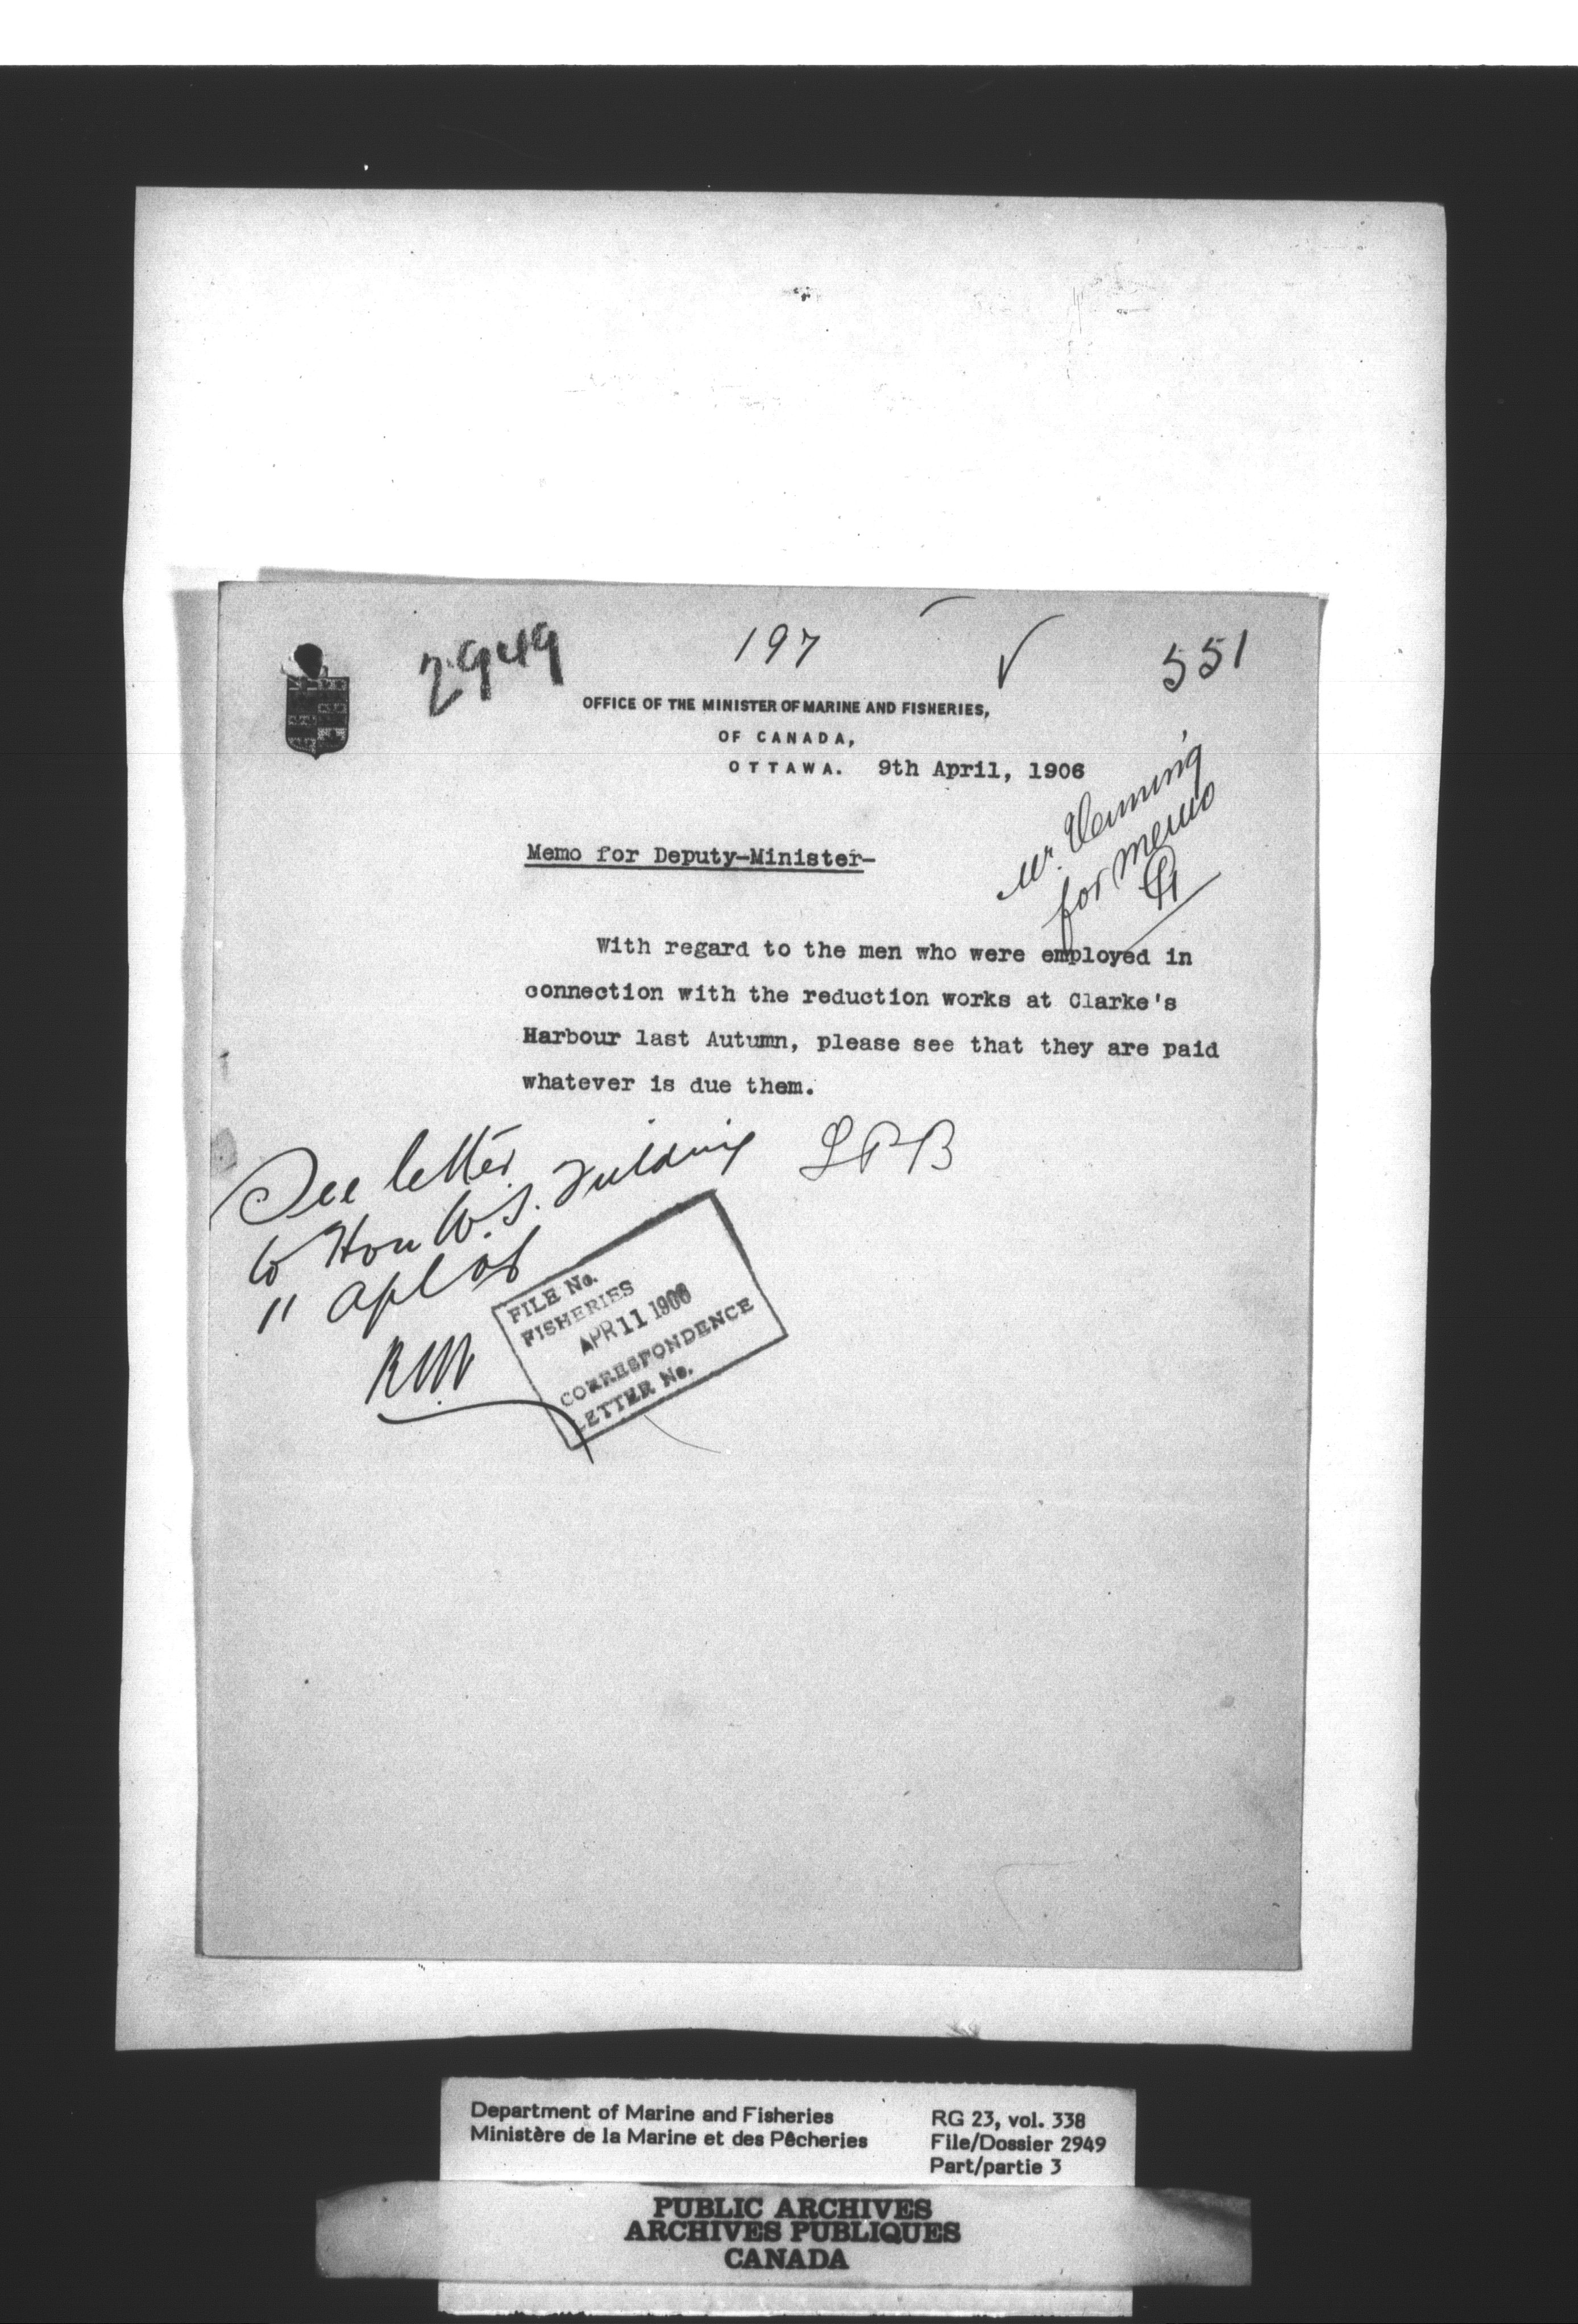 2949
197
551
OFFICE OF THE MINISTER OF MARINE AND FISHERIES,
OF CANADA,
OTTAWA. 9th April, 1906
Mr. Venning
for memo
Memo for Deputy-Minister-
With regard to the men who were employed in
connection with the reduction works at Clarke's
Harbour last Autumn, please see that they are paid
whatever is due them.
LPB
See letter
to Hon W.S. Fielding
11 Apl 06
RNV
FILE No.
FISHERIES
APR 11 1906
CORRESPONDENCE
LETTER No.
Department of Marine and Fisheries
Ministère de la Marine et des Pêcheries
RG 23, vol. 338
File/Dossier 2949
Part/partie 3
PUBLIC ARCHIVES
ARCHIVES PUBLIQUES
CANADA